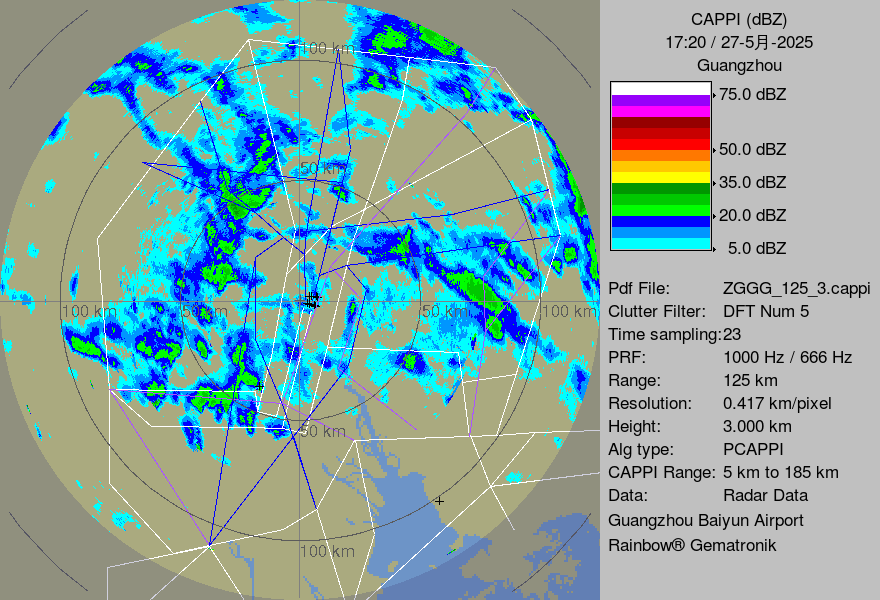 CAPPI (dBZ)
17:20 / 27-5月-2025
Guangzhou
75.0 dBZ
50.0 dBZ
35.0 dBZ
20.0 dBZ
5.0 dBZ
Pdf File: ZGGG_125_3.cappi
Clutter Filter: DFT Num 5
Time sampling:23
PRF: 1000 Hz / 666 Hz
Range: 125 km
Resolution: 0.417 km/pixel
Height: 3.000 km
Alg type: PCAPPI
CAPPI Range: 5 km to 185 km
Data: Radar Data
Guangzhou Baiyun Airport
Rainbow® Gematronik
100 km
50 km
100 km
50 km
50 km
100 km
50 km
100 km